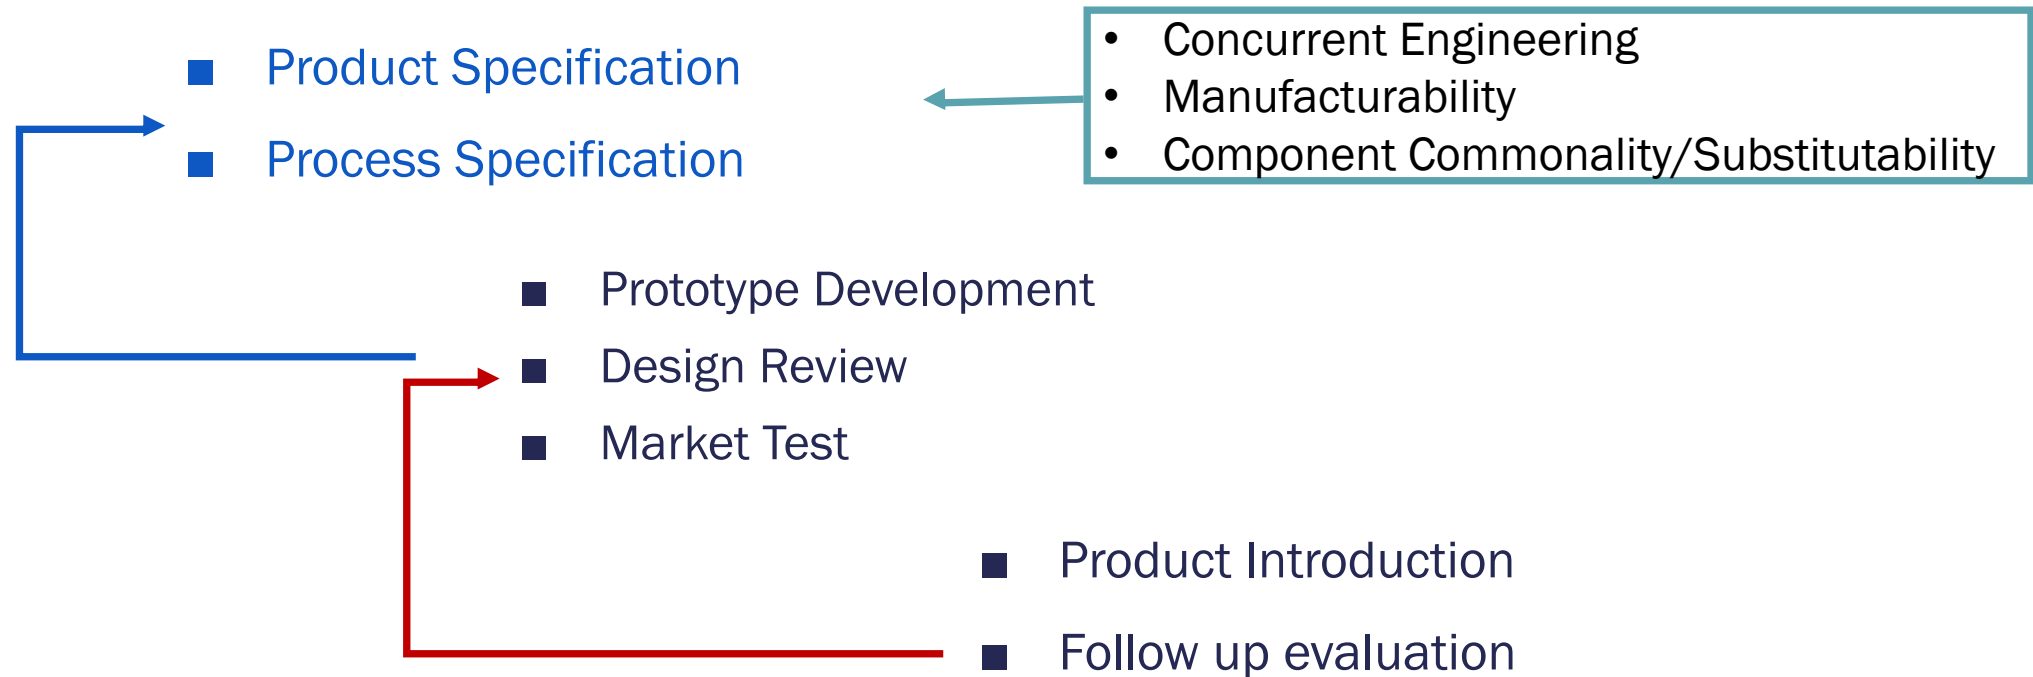 Product Specification
Process Specification
• Concurrent Engineering
• Manufacturability
• Component Commonality/Substitutability
Prototype Development
Design Review
Market Test
Product Introduction
Follow up evaluation